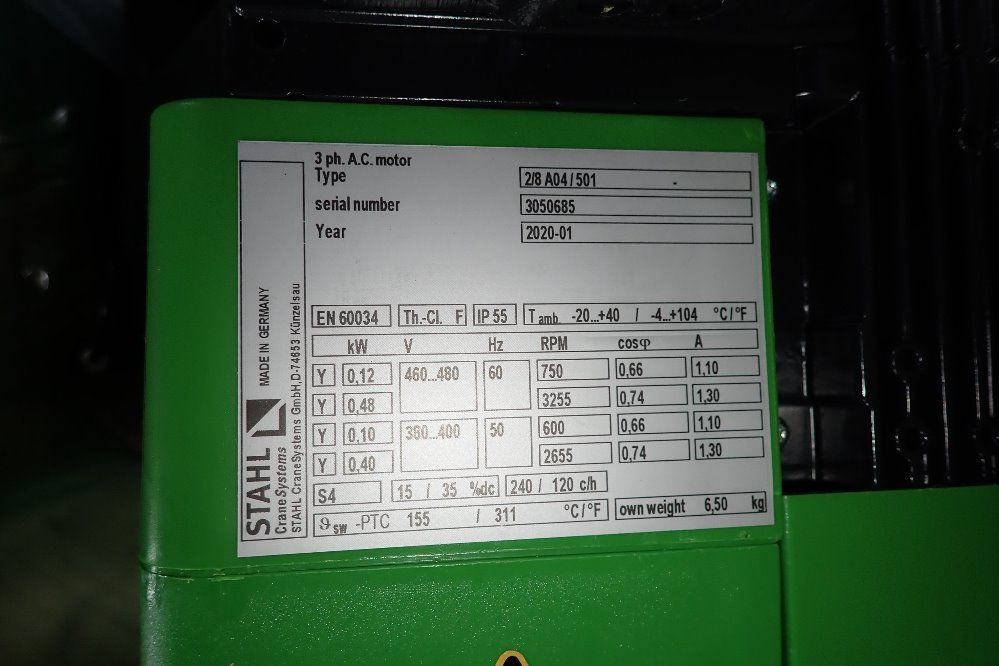 3 ph. A.C. motor
Type 2/8 A04/501
serial number 3050685
Year 2020-01
EN 60034 Th.-Cl. F IP 55 T amb. -20...+40 / -4...+104 °C/°F
kW V Hz RPM cosφ A
Y 0,12 460...480 60 750 0,66 1,10
Y 0,48 3255 0,74 1,30
Y 0,10 380...400 50 600 0,66 1,10
Y 0,40 2655 0,74 1,30
S4 15 / 35 %dc 240 / 120 c/h
ϑsw -PTC 155 / 311 °C/°F own weight 6,50 kg
STAHL
CraneSystems
MADE IN GERMANY
STAHL CraneSystems GmbH, D-74653 Künzelsau